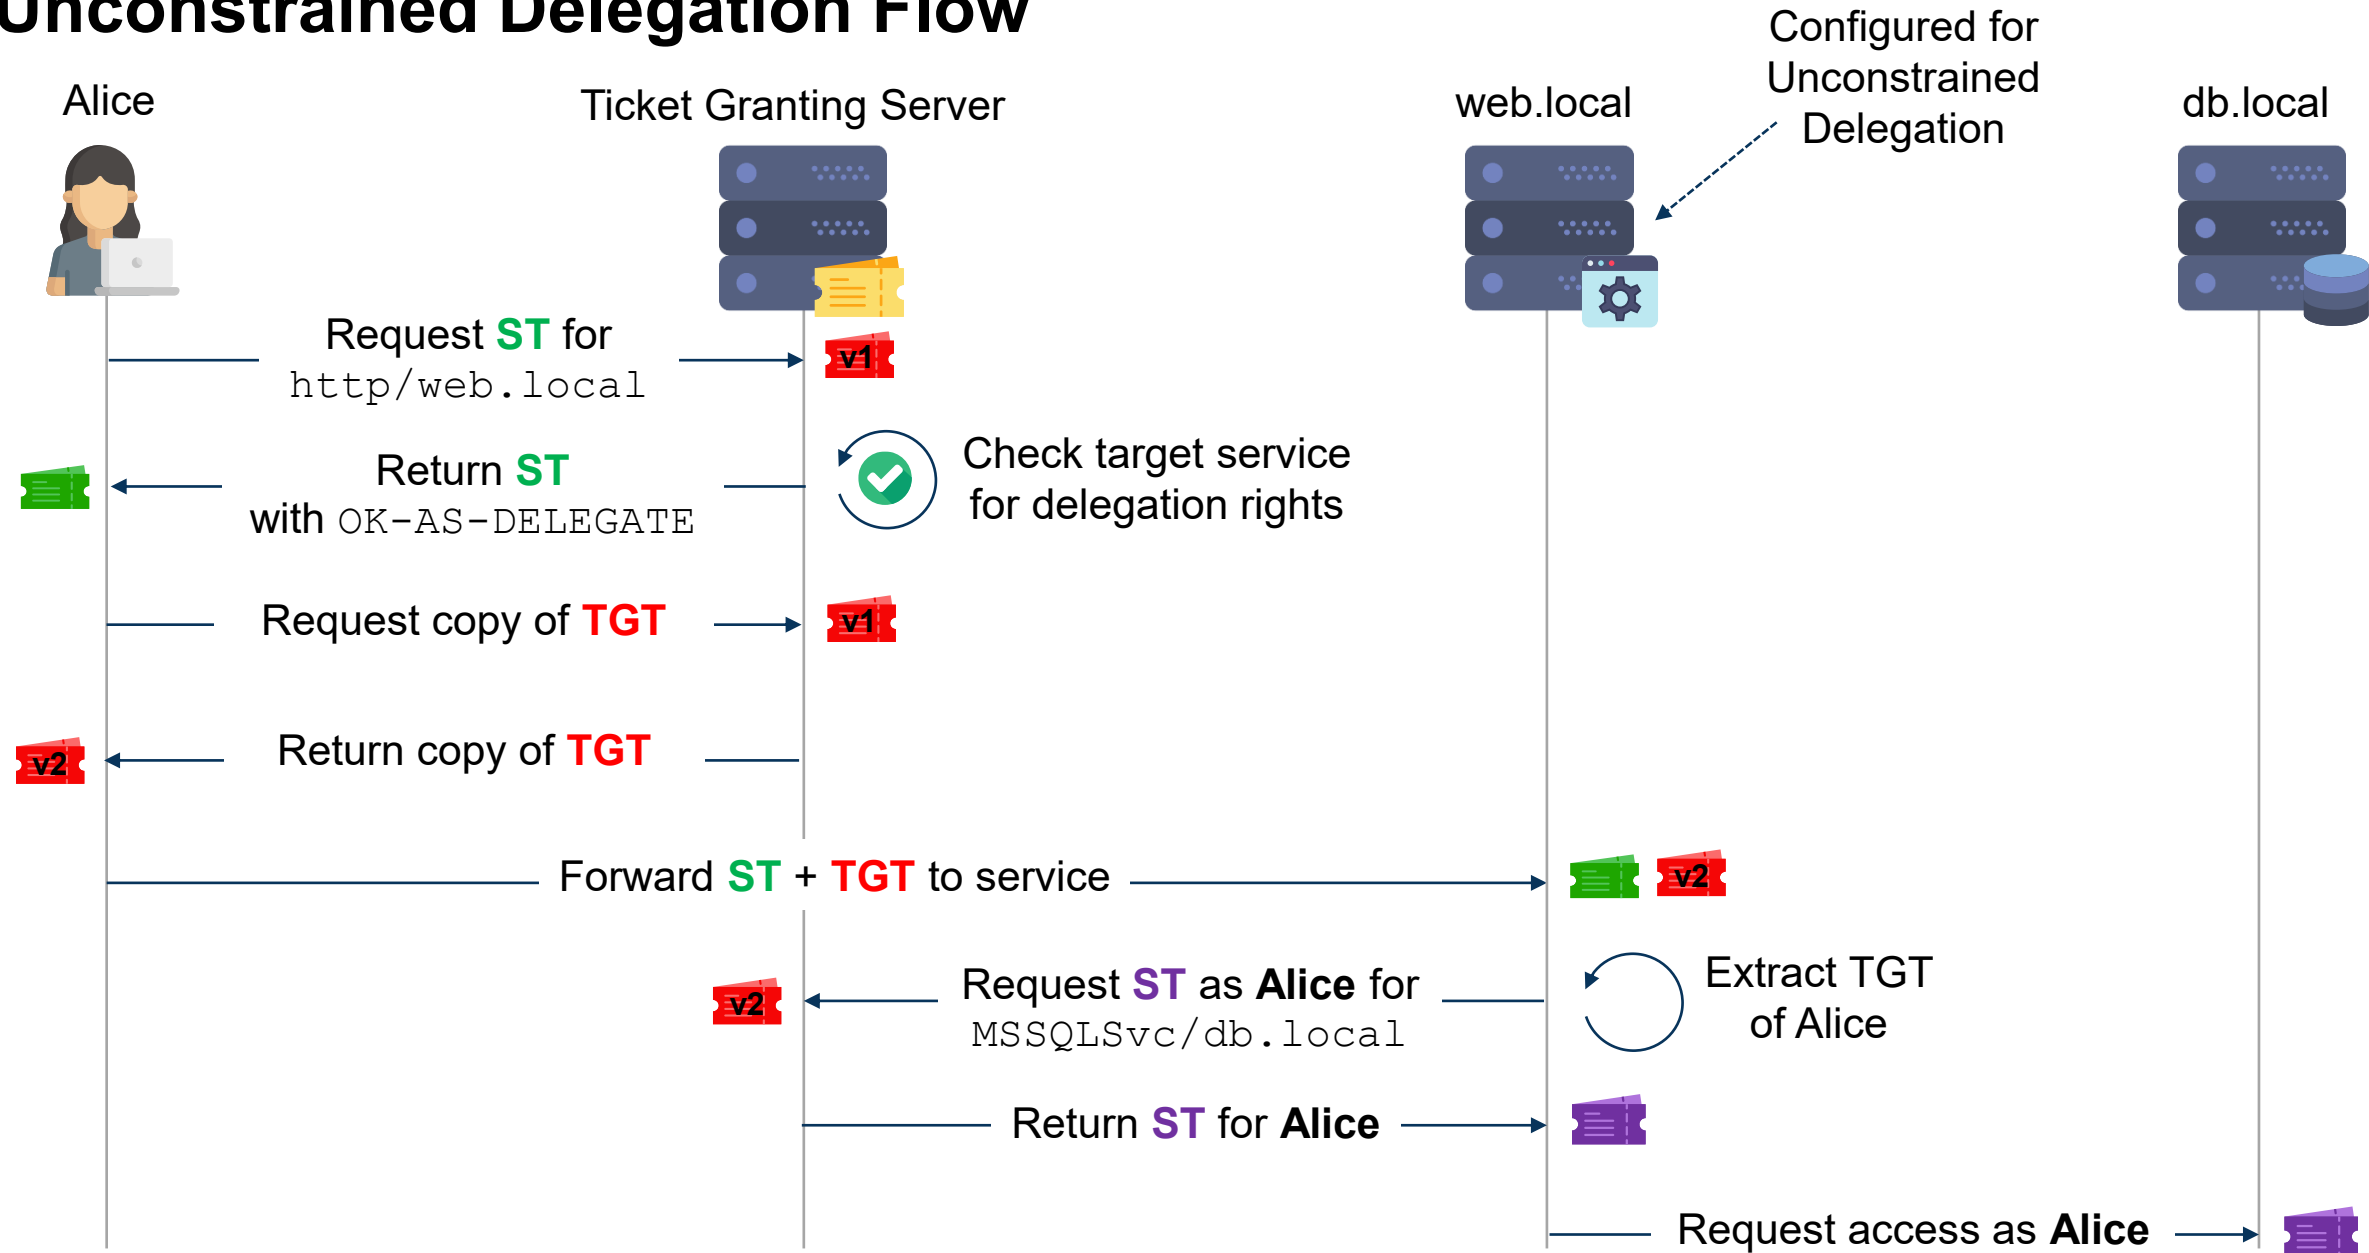 Unconstrained Delegation Flow
Configured for
Unconstrained
Delegation
Alice
Ticket Granting Server
web.local
db.local
Request ST for
http/web.local
v1
Return ST
with OK-AS-DELEGATE
Check target service
for delegation rights
Request copy of TGT
v1
v2
Return copy of TGT
Forward ST + TGT to service
v2
v2
Request ST as Alice for
MSSQLSvc/db.local
Extract TGT
of Alice
Return ST for Alice
Request access as Alice